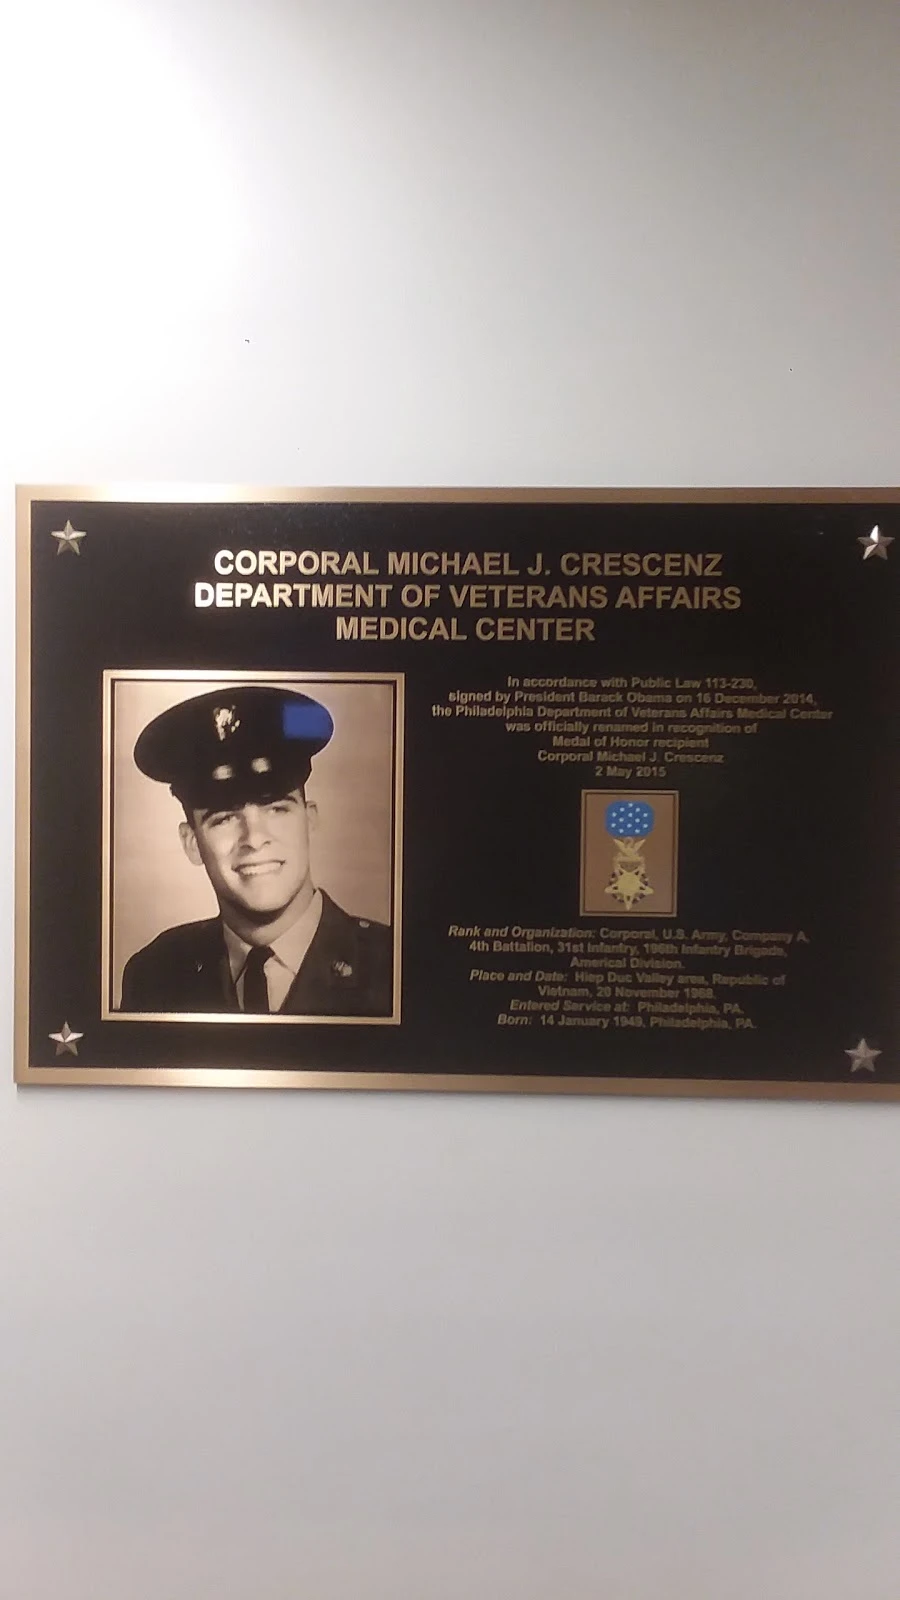 CORPORAL MICHAEL J. CRESCENZ
DEPARTMENT OF VETERANS AFFAIRS
MEDICAL CENTER
In accordance with Public Law 113-230,
signed by President Barack Obama on 16 December 2014,
the Philadelphia Department of Veterans Affairs Medical Center
was officially renamed in recognition of
Medal of Honor recipient
Corporal Michael J. Crescenz
2 May 2015
Rank and Organization: Corporal, U.S. Army, Company A,
4th Battalion, 31st Infantry, 196th Infantry Brigade,
Americal Division.
Place and Date: Hiep Duc Valley area, Republic of
Vietnam, 20 November 1968.
Entered Service at: Philadelphia, PA.
Born: 14 January 1949, Philadelphia, PA.